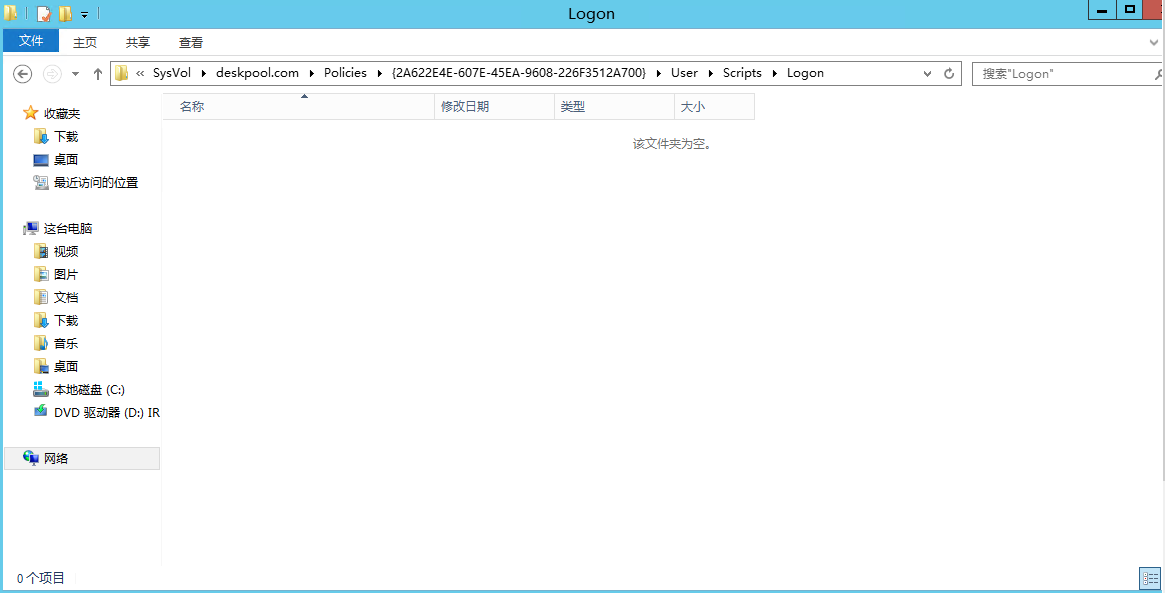 Logon
文件 主页 共享 查看
« SysVol deskpool.com Policies {2A622E4E-607E-45EA-9608-226F3512A700} User Scripts Logon
搜索"Logon"
名称 修改日期 类型 大小
该文件夹为空。
收藏夹
下载
桌面
最近访问的位置
这台电脑
视频
图片
文档
下载
音乐
桌面
本地磁盘 (C:)
DVD 驱动器 (D:) IR
网络
0 个项目